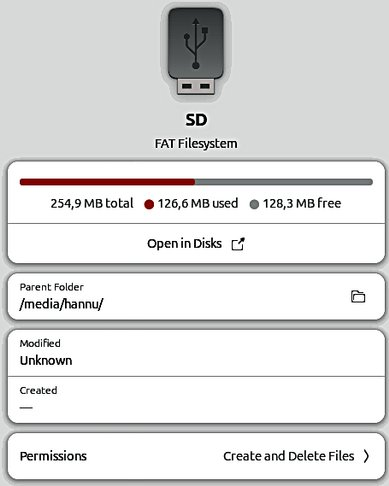 SD
FAT Filesystem
254,9 MB total 126,6 MB used 128,3 MB free
Open in Disks
Parent Folder
/media/hannu/
Modified
Unknown
Created
—
Permissions Create and Delete Files